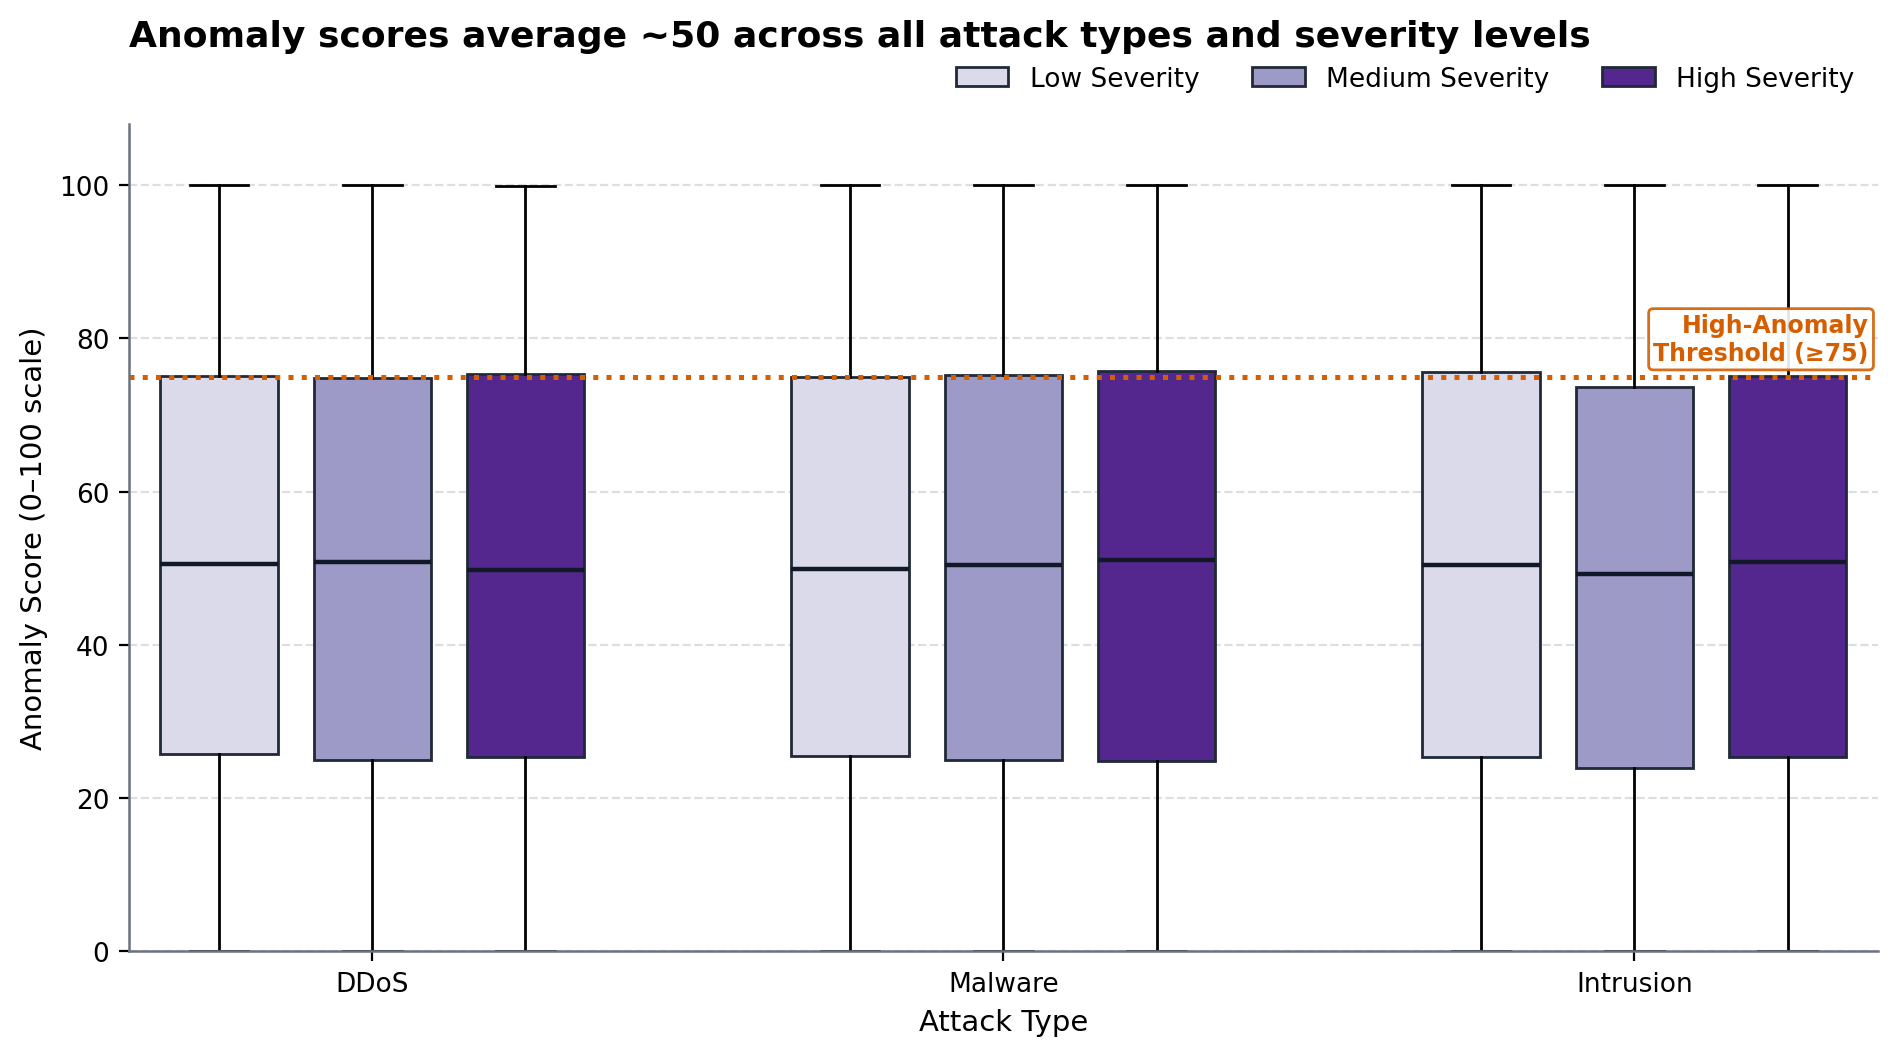 Anomaly scores average ~50 across all attack types and severity levels
Low Severity
Medium Severity
High Severity
Anomaly Score (0–100 scale)
100
80
60
40
20
0
High-Anomaly
Threshold (≥75)
DDoS
Malware
Intrusion
Attack Type